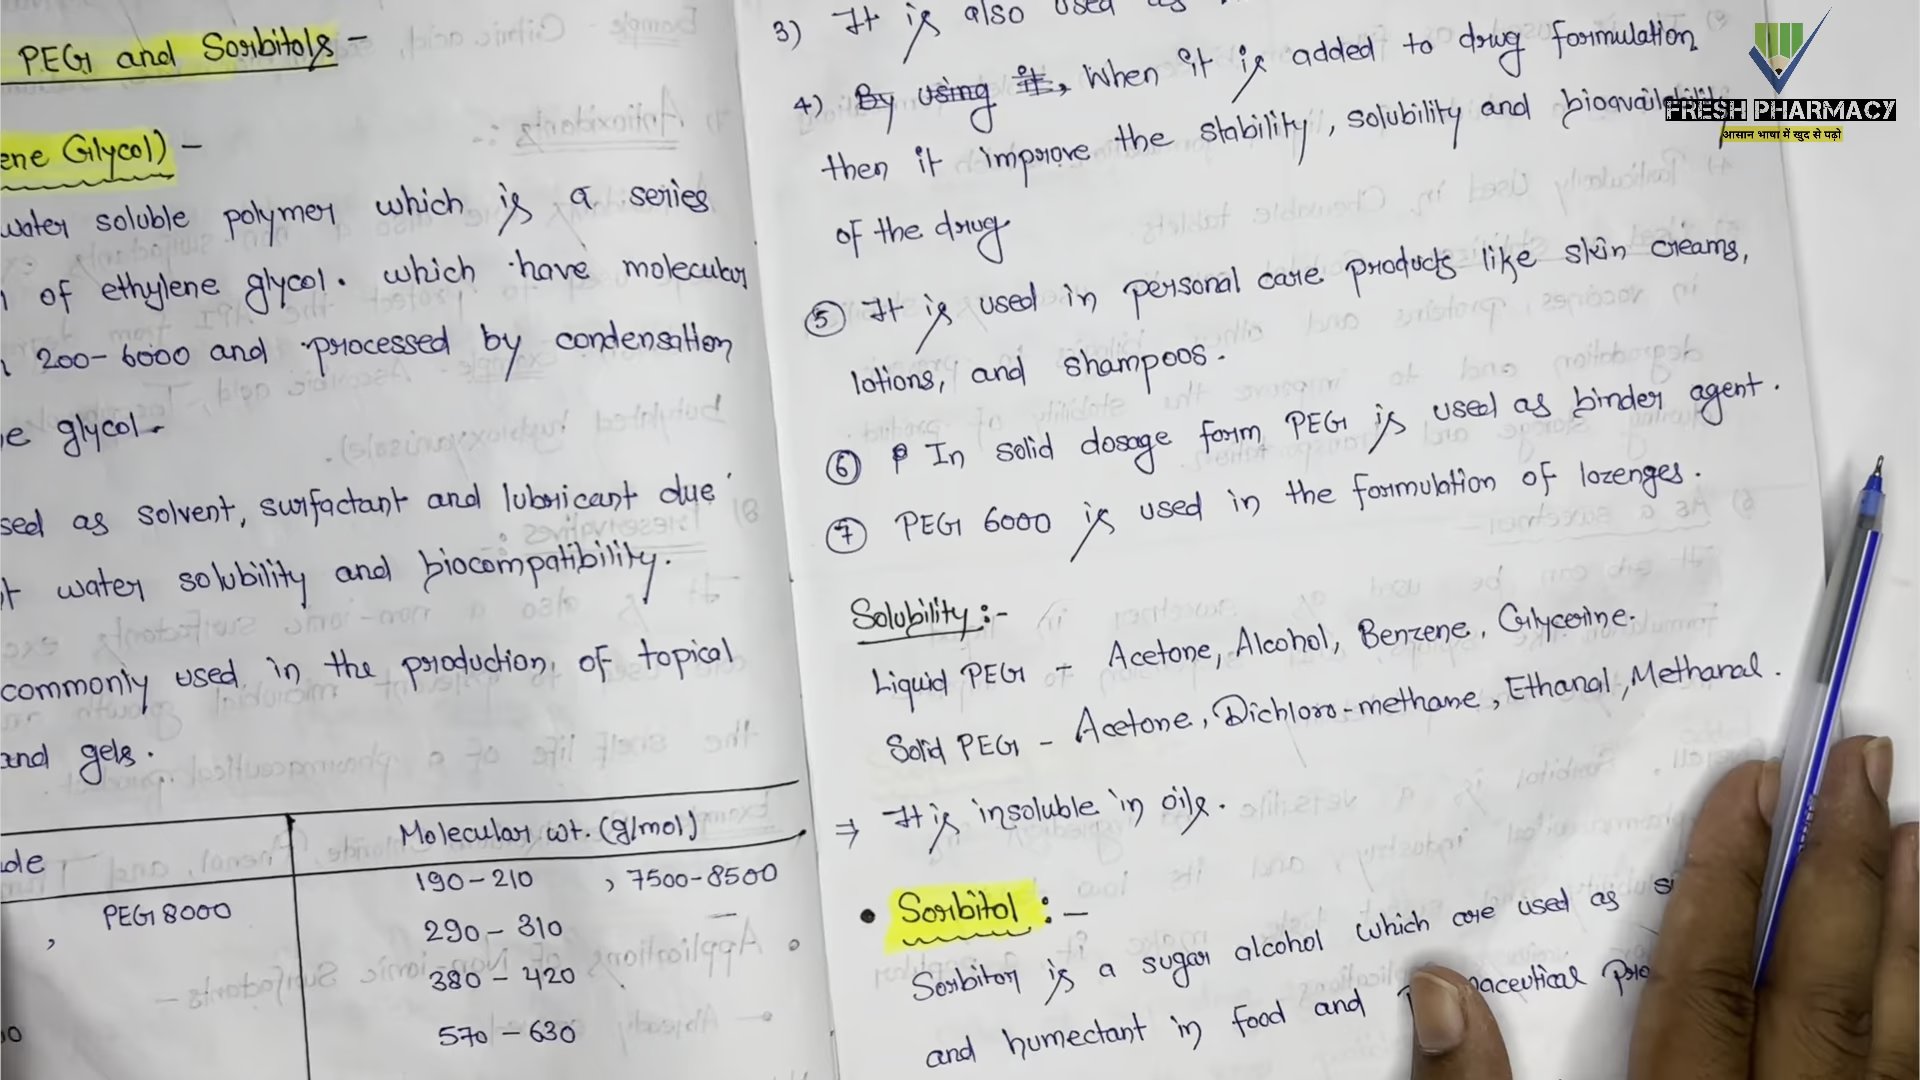 PEG and Sorbitols -
ene Glycol) -
water soluble polymer which is a series
of ethylene glycol. which have molecular
200-6000 and processed by condensation
glycol.
sed as solvent, surfactant and lubricant due
water solubility and biocompatibility.
commonly used in the production of topical
and gels.
Molecular wt. (g/mol)
PEG 8000
190-210 , 7500-8500
290-310
380-420
570-630
3) It is also used as
4) By using it, When it is added to drug formulation
then it improve the stability, solubility and bioavailability
of the drug
5 It is used in personal care products like skin creams,
lotions, and shampoos.
6 In solid dosage form PEG is used as binder agent.
7 PEG 6000 is used in the formulation of lozenges.
Solubility:-
Liquid PEG - Acetone, Alcohol, Benzene, Glycerine.
Solid PEG - Acetone, Dichloro-methane, Ethanal, Methanal.
⇒ It is insoluble in oils.
• Sorbitol :-
Sorbiton is a sugar alcohol which are used as
and humectant in food and
FRESH PHARMACY
आसान भाषा में खुद से पढ़ो